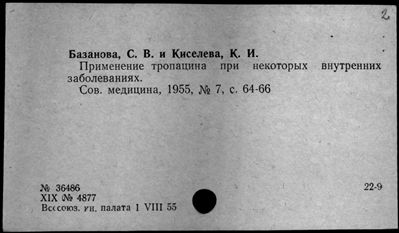 2
Базанова, С. В. и Киселева, К. И.
Применение тропацина при некоторых внутренних
заболеваниях.
Сов. медицина, 1955, № 7, с. 64-66
№ 36486
22-9
XIX № 4877
Всесоюз. кн. палата I VIII 55